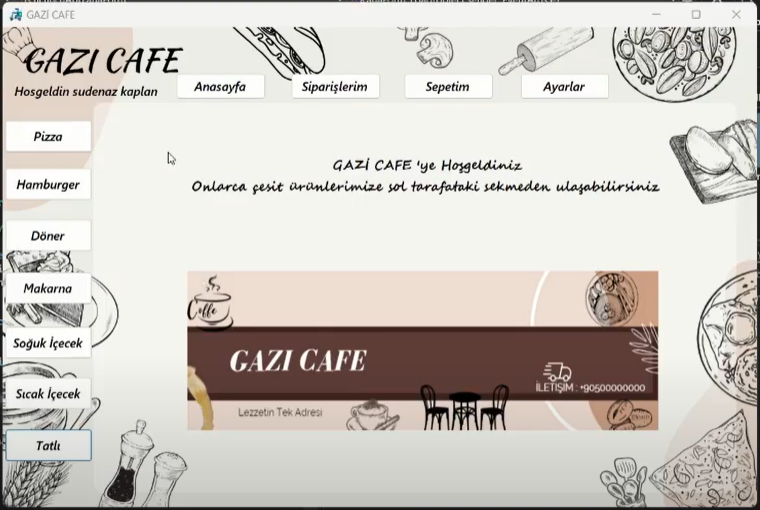 GAZİ CAFE
GAZI CAFE
Hosgeldin sudenaz kaplan
Anasayfa
Siparişlerim
Sepetim
Ayarlar
Pizza
Hamburger
Döner
Makarna
Soğuk İçecek
Sıcak İçecek
Tatlı
GAZİ CAFE 'ye Hoşgeldiniz
Onlarca çeşit ürünlerimize sol taraftaki sekmeden ulaşabilirsiniz
Coffe
GAZI CAFE
İLETİŞİM : +90500000000
Lezzetin Tek Adresi